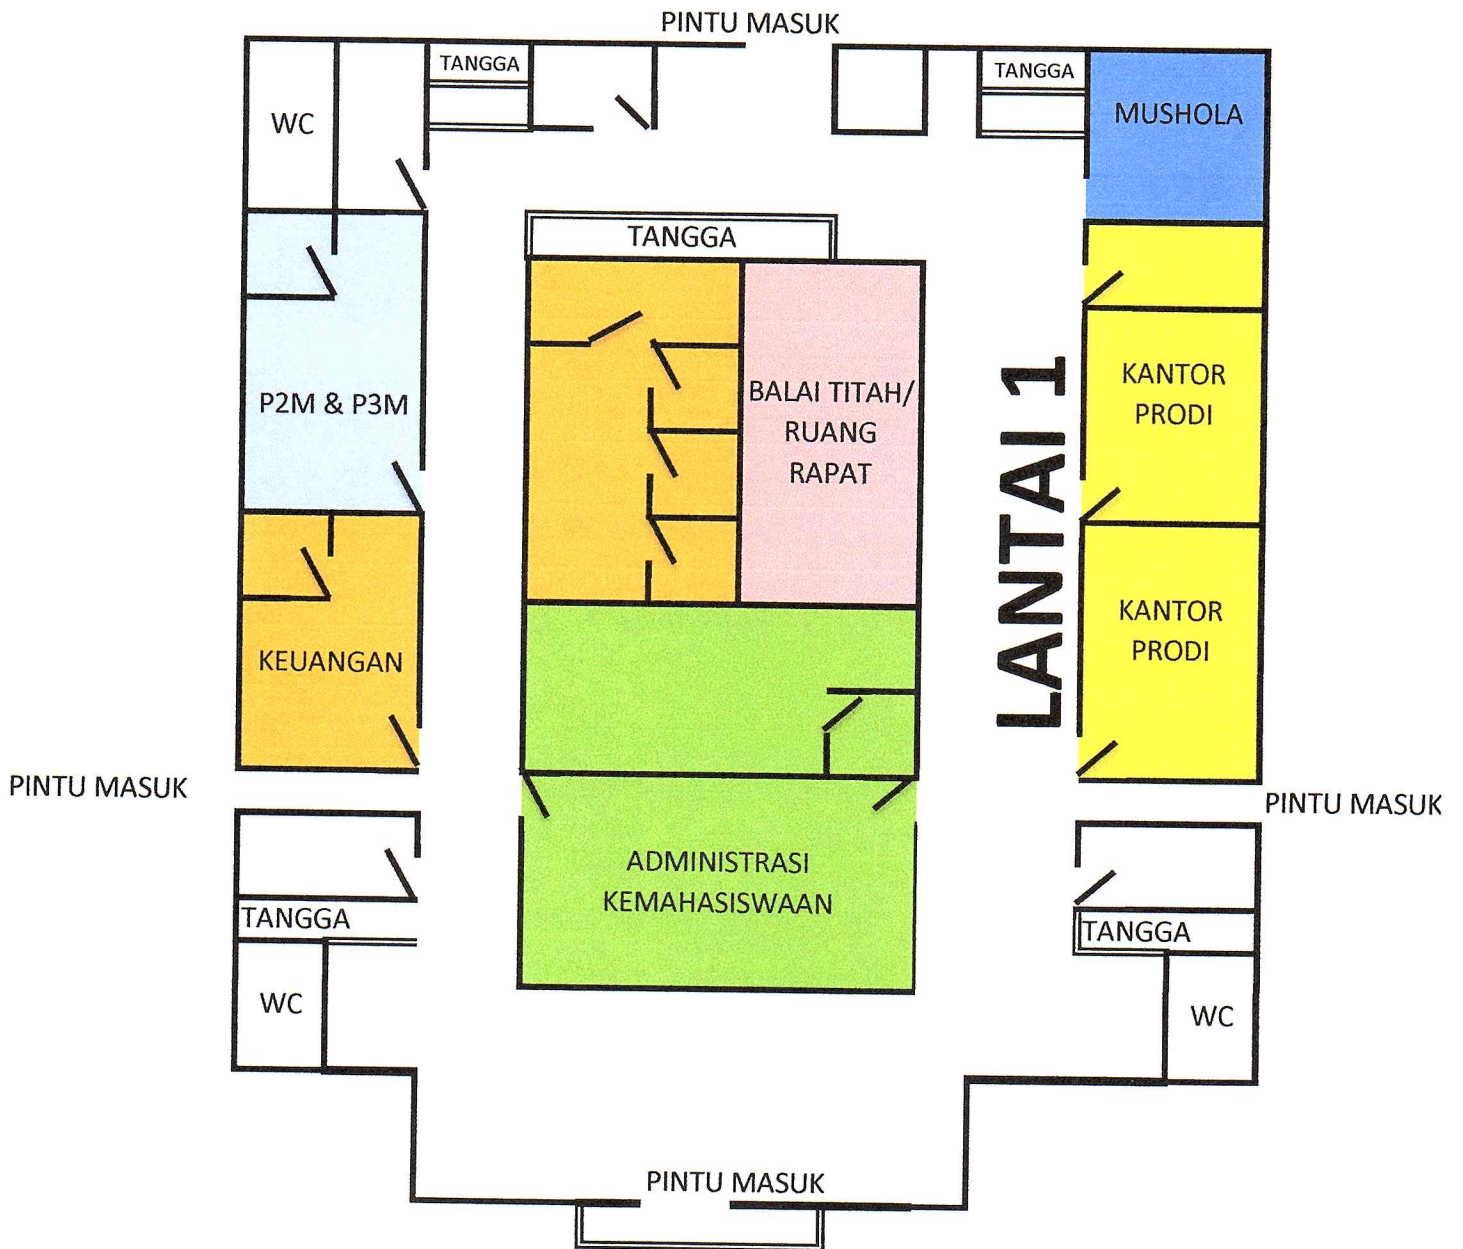 PINTU MASUK
TANGGA
TANGGA
WC
MUSHOLA
TANGGA
P2M & P3M
BALAI TITAH/
RUANG
RAPAT
LANTAI 1
KANTOR
PRODI
KEUANGAN
KANTOR
PRODI
PINTU MASUK
PINTU MASUK
ADMINISTRASI
KEMAHASISWAAN
TANGGA
TANGGA
WC
WC
PINTU MASUK